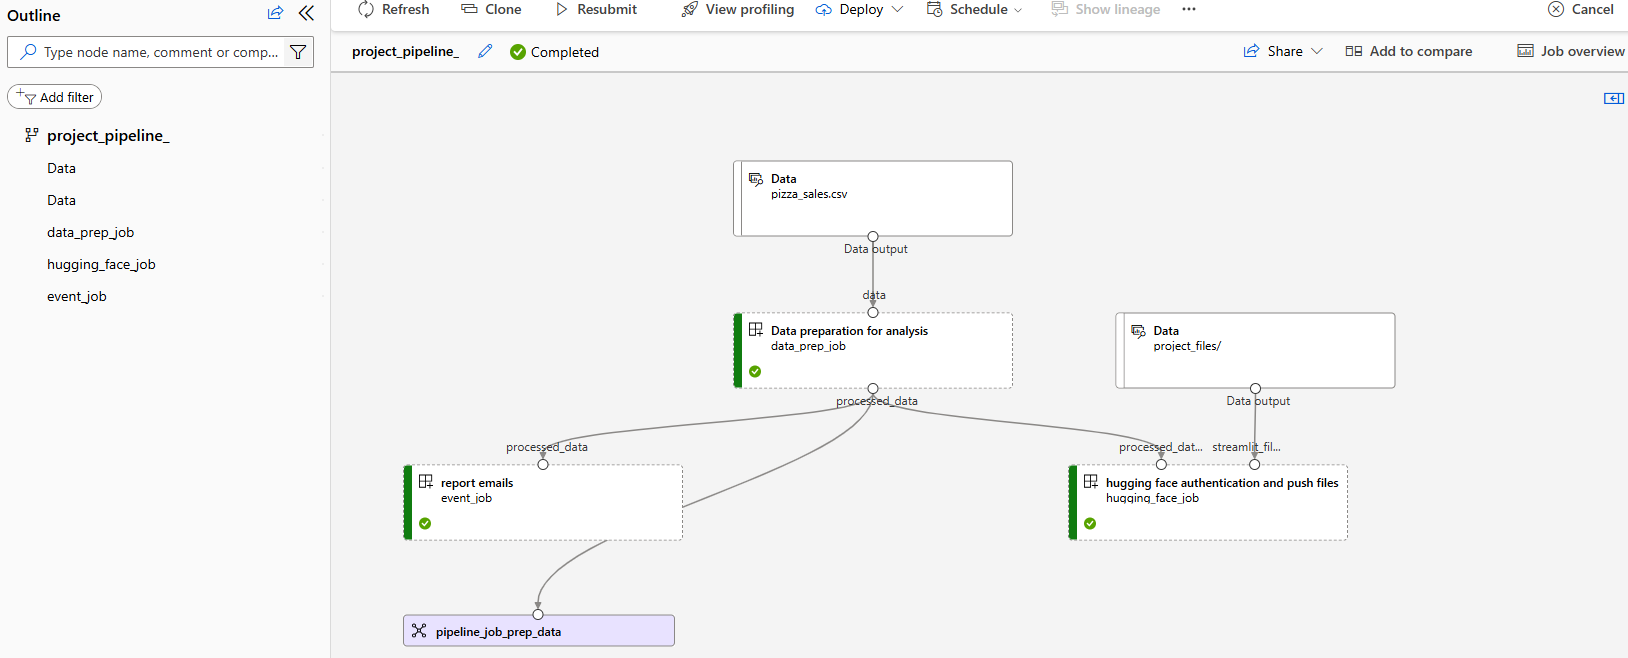 Outline
Type node name, comment or comp...
Add filter
project_pipeline_
Data
Data
data_prep_job
hugging_face_job
event_job
Refresh
Clone
Resubmit
View profiling
Deploy
Schedule
Show lineage
Cancel
project_pipeline_
Completed
Share
Add to compare
Job overview
Data
pizza_sales.csv
Data output
data
Data preparation for analysis
data_prep_job
Data
project_files/
processed_data
Data output
processed_data
processed_dat...
streamlit_fil...
report emails
event_job
hugging face authentication and push files
hugging_face_job
pipeline_job_prep_data